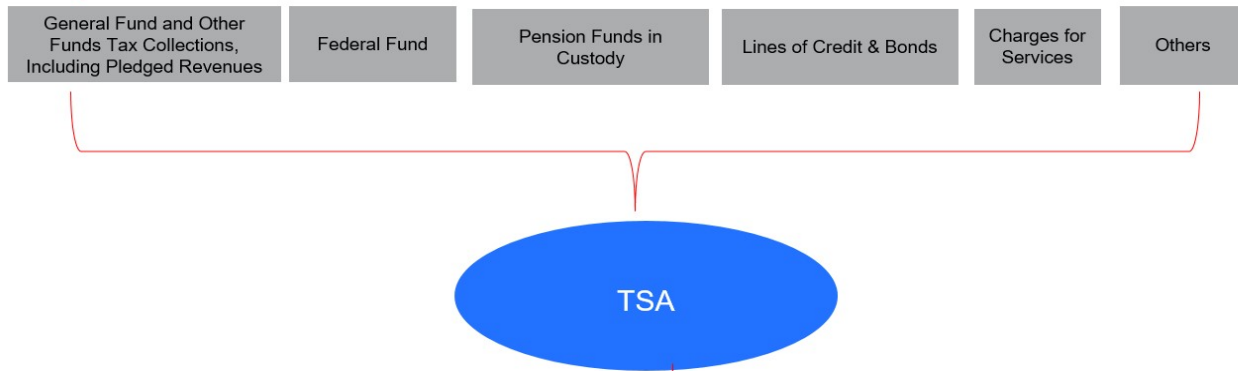 General Fund and Other
Funds Tax Collections,
Including Pledged Revenues
Federal Fund
Pension Funds in
Custody
Lines of Credit & Bonds
Charges for
Services
Others
TSA